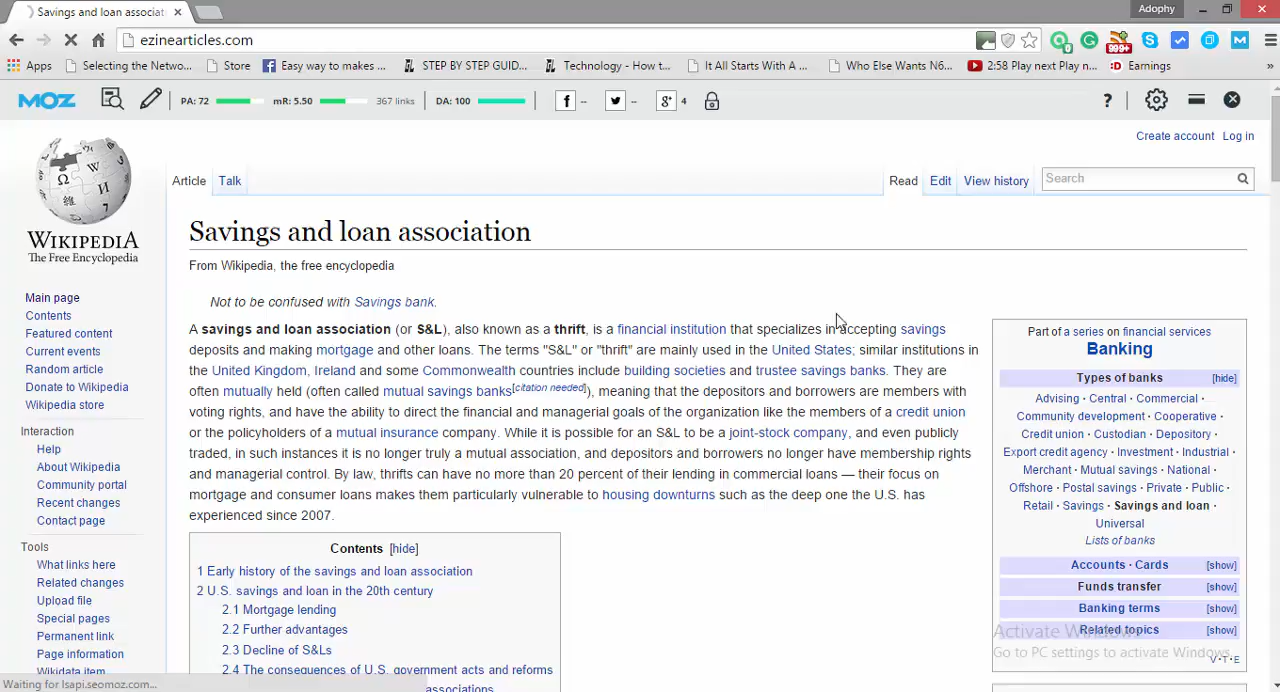 Savings and loan associati
Adophy
ezinearticles.com
0
999+
Apps Selecting the Netwo... Store Easy way to make ... STEP BY STEP GUID... Technology - How t... It All Starts With A ... Who Else Wants N6... 2:58 Play next Play n... Earnings »
MOZ PA: 72 mR: 5.50 367 links DA: 100 f -- -- g+ 4 ?
Create account Log in
Article Talk Read Edit View history Search
WIKIPEDIA
The Free Encyclopedia
Main page
Contents
Featured content
Current events
Random article
Donate to Wikipedia
Wikipedia store
Interaction
Help
About Wikipedia
Community portal
Recent changes
Contact page
Tools
What links here
Related changes
Upload file
Special pages
Permanent link
Page information
Wikidata item
Savings and loan association
From Wikipedia, the free encyclopedia
Not to be confused with Savings bank.
A savings and loan association (or S&L), also known as a thrift, is a financial institution that specializes in accepting savings
deposits and making mortgage and other loans. The terms "S&L" or "thrift" are mainly used in the United States; similar institutions in
the United Kingdom, Ireland and some Commonwealth countries include building societies and trustee savings banks. They are
often mutually held (often called mutual savings banks[citation needed]), meaning that the depositors and borrowers are members with
voting rights, and have the ability to direct the financial and managerial goals of the organization like the members of a credit union
or the policyholders of a mutual insurance company. While it is possible for an S&L to be a joint-stock company, and even publicly
traded, in such instances it is no longer truly a mutual association, and depositors and borrowers no longer have membership rights
and managerial control. By law, thrifts can have no more than 20 percent of their lending in commercial loans — their focus on
mortgage and consumer loans makes them particularly vulnerable to housing downturns such as the deep one the U.S. has
experienced since 2007.
Contents [hide]
1 Early history of the savings and loan association
2 U.S. savings and loan in the 20th century
2.1 Mortgage lending
2.2 Further advantages
2.3 Decline of S&Ls
2.4 The consequences of U.S. government acts and reforms
associations
Part of a series on financial services
Banking
Types of banks [hide]
Advising · Central · Commercial ·
Community development · Cooperative ·
Credit union · Custodian · Depository ·
Export credit agency · Investment · Industrial ·
Merchant · Mutual savings · National ·
Offshore · Postal savings · Private · Public ·
Retail · Savings · Savings and loan ·
Universal
Lists of banks
Accounts · Cards [show]
Funds transfer [show]
Banking terms [show]
Related topics [show]
V·T·E
Activate Windows
Go to PC settings to activate Windows.
Waiting for lsapi.seomoz.com...